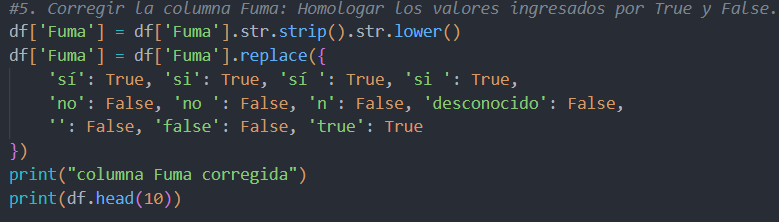 #5. Corregir la columna Fuma: Homologar los valores ingresados por True y False.
df['Fuma'] = df['Fuma'].str.strip().str.lower()
df['Fuma'] = df['Fuma'].replace({
    'sí': True, 'si': True, 'sí ': True, 'si ': True,
    'no': False, 'no ': False, 'n': False, 'desconocido': False,
    '': False, 'false': False, 'true': True
})
print("columna Fuma corregida")
print(df.head(10))